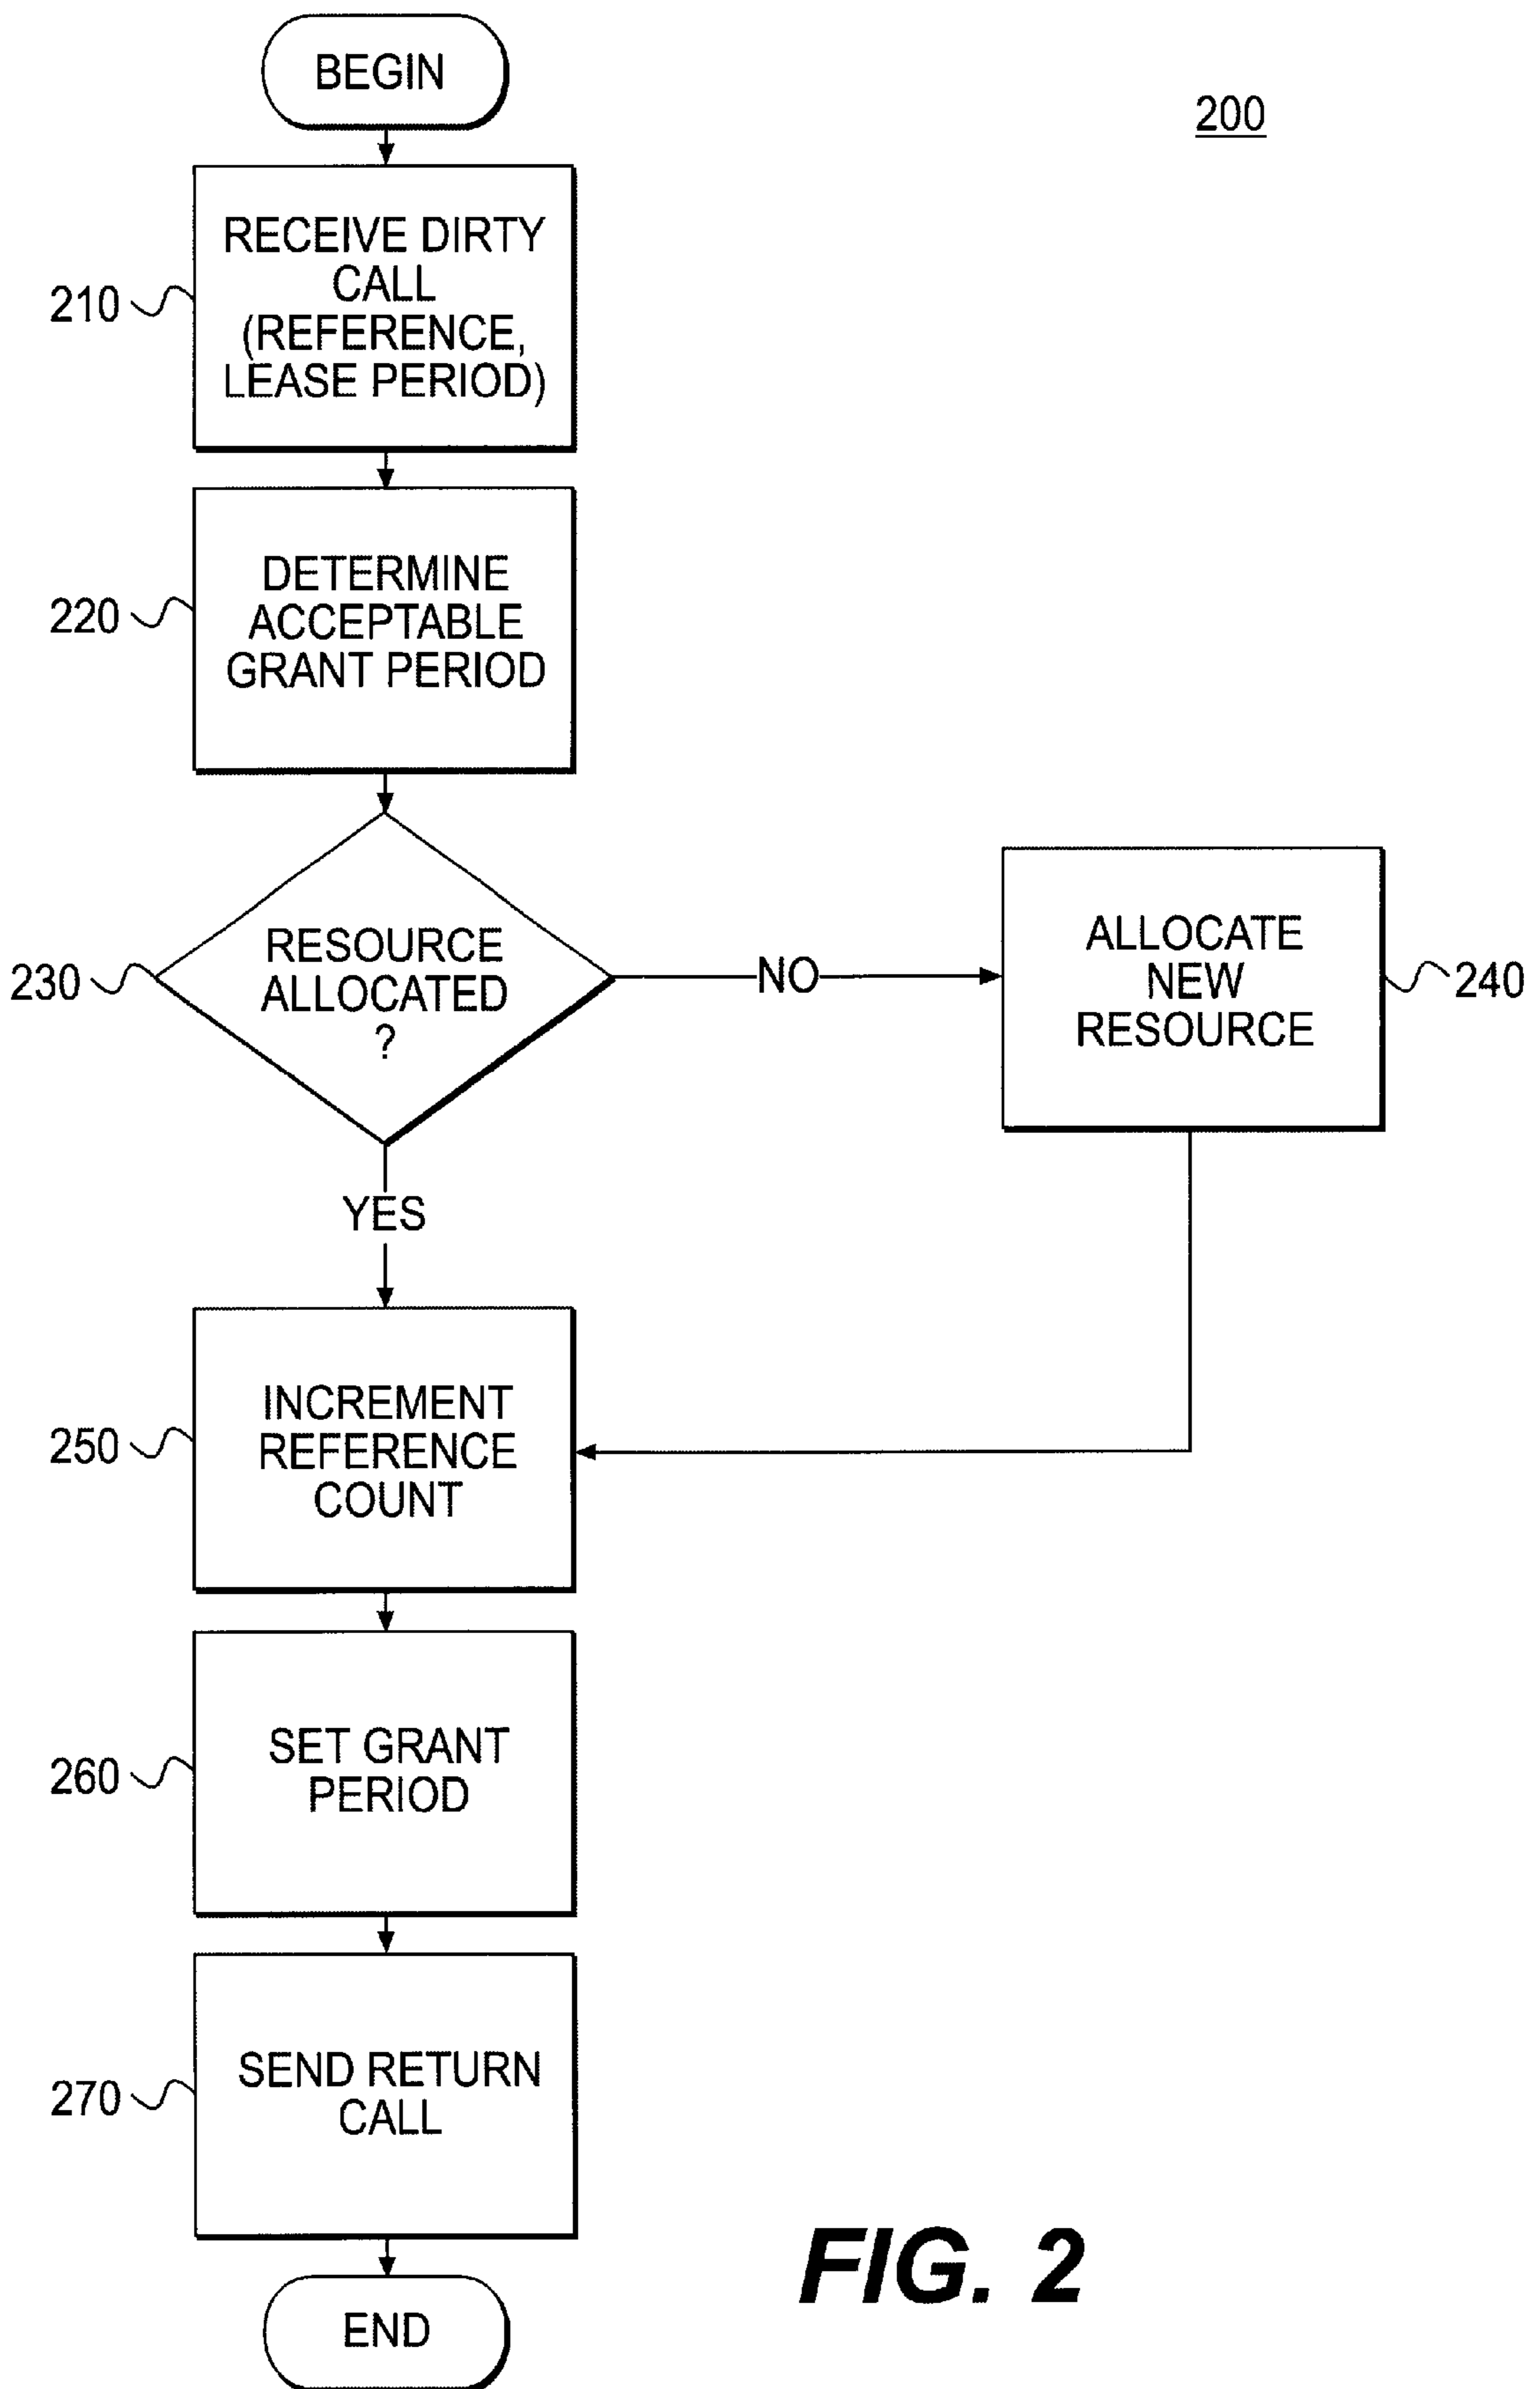 BEGIN
200
RECEIVE DIRTY
CALL
(REFERENCE,
LEASE PERIOD)
210
DETERMINE
ACCEPTABLE
GRANT PERIOD
220
RESOURCE
ALLOCATED
?
230
NO
ALLOCATE
NEW
RESOURCE
240
YES
INCREMENT
REFERENCE
COUNT
250
SET GRANT
PERIOD
260
SEND RETURN
CALL
270
END
FIG. 2